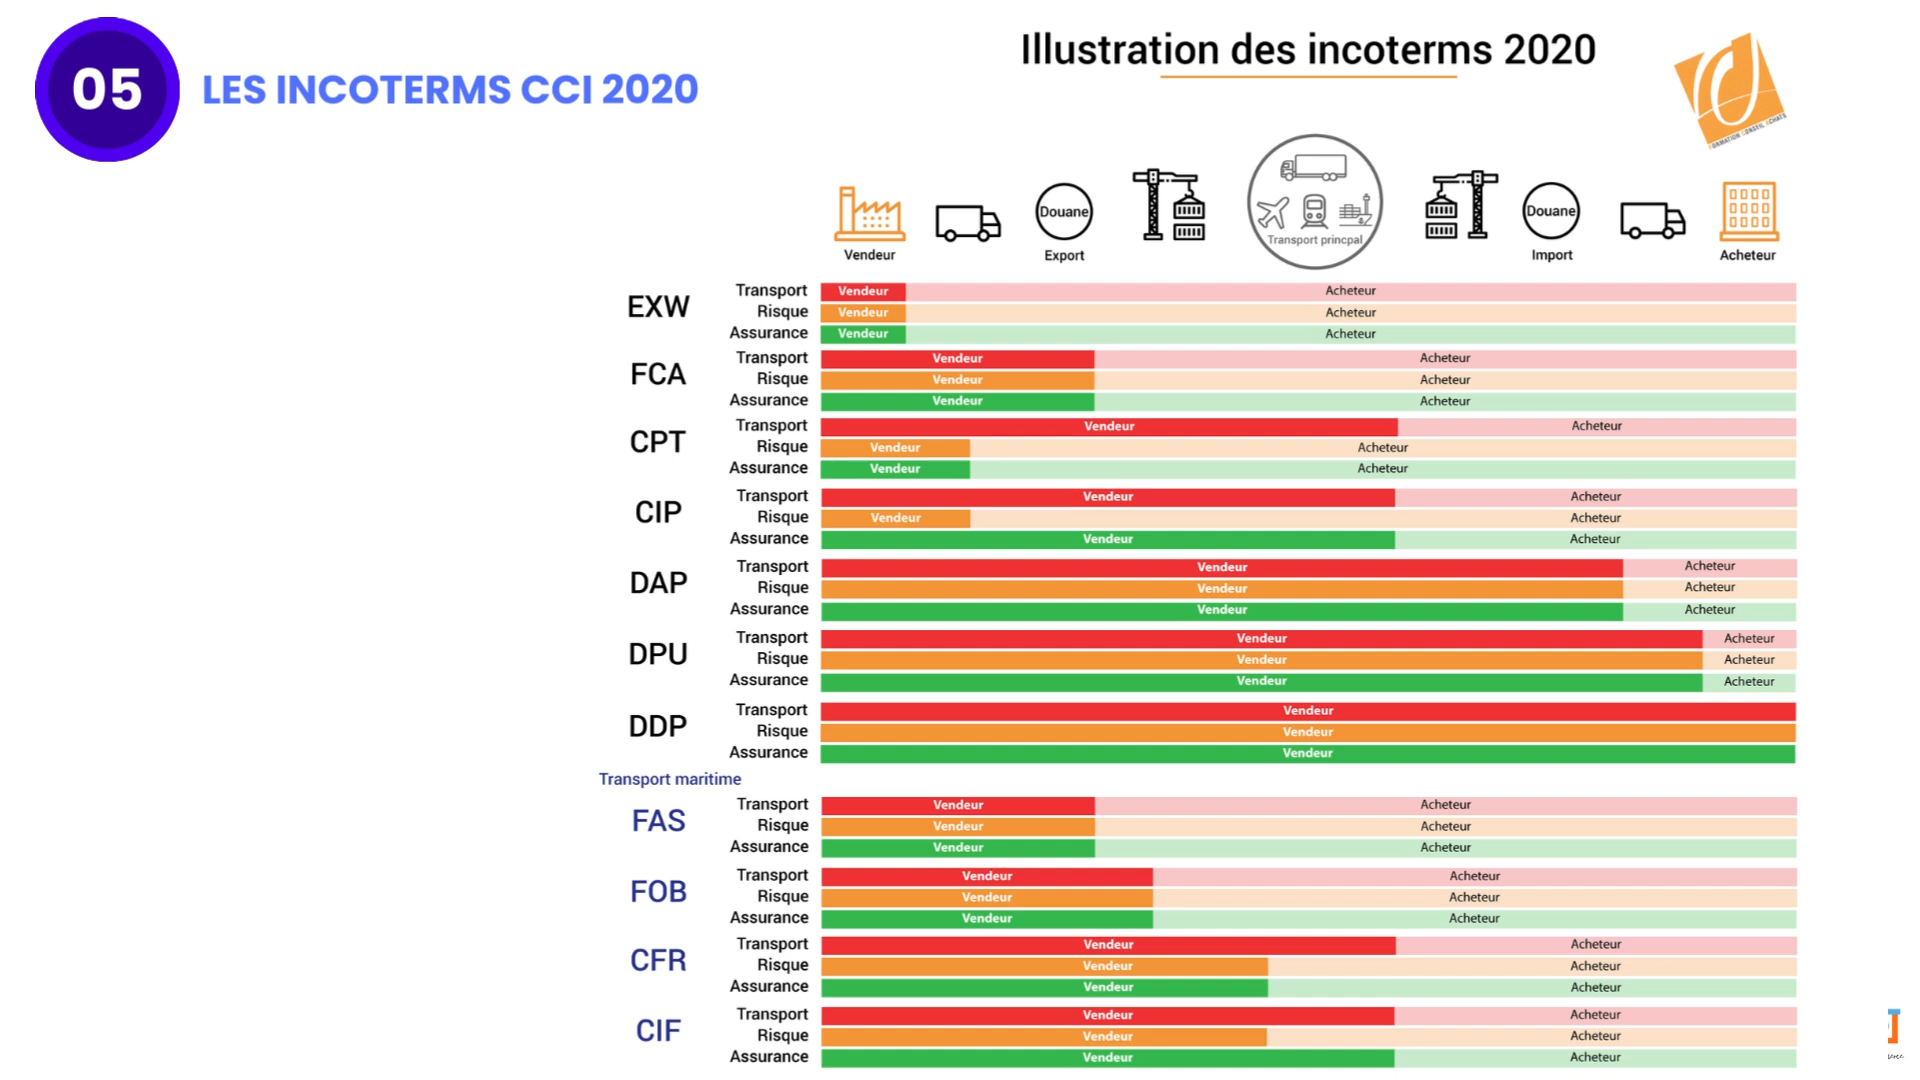 05
LES INCOTERMS CCI 2020
Illustration des incoterms 2020
FORMATION CONSEIL ACHATS
Vendeur
Douane
Export
Transport princpal
Douane
Import
Acheteur
EXW
Transport Vendeur Acheteur
Risque Vendeur Acheteur
Assurance Vendeur Acheteur
FCA
Transport Vendeur Acheteur
Risque Vendeur Acheteur
Assurance Vendeur Acheteur
CPT
Transport Vendeur Acheteur
Risque Vendeur Acheteur
Assurance Vendeur Acheteur
CIP
Transport Vendeur Acheteur
Risque Vendeur Acheteur
Assurance Vendeur Acheteur
DAP
Transport Vendeur Acheteur
Risque Vendeur Acheteur
Assurance Vendeur Acheteur
DPU
Transport Vendeur Acheteur
Risque Vendeur Acheteur
Assurance Vendeur Acheteur
DDP
Transport Vendeur
Risque Vendeur
Assurance Vendeur
Transport maritime
FAS
Transport Vendeur Acheteur
Risque Vendeur Acheteur
Assurance Vendeur Acheteur
FOB
Transport Vendeur Acheteur
Risque Vendeur Acheteur
Assurance Vendeur Acheteur
CFR
Transport Vendeur Acheteur
Risque Vendeur Acheteur
Assurance Vendeur Acheteur
CIF
Transport Vendeur Acheteur
Risque Vendeur Acheteur
Assurance Vendeur Acheteur